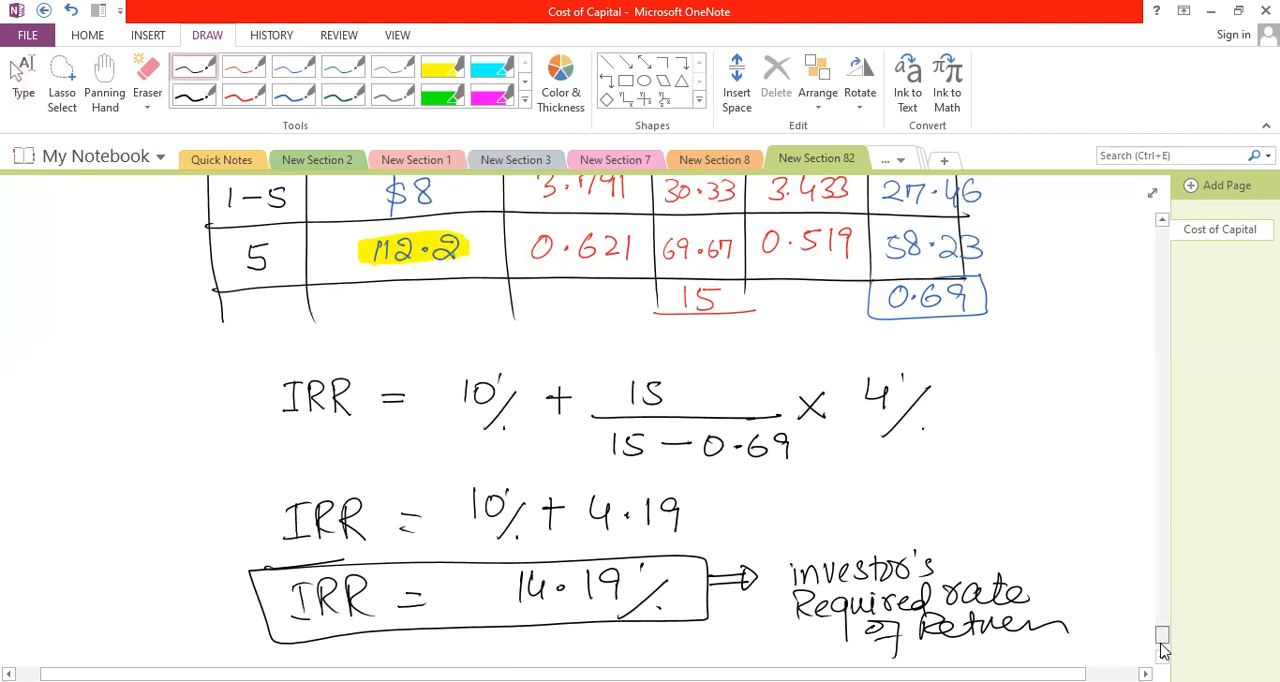 Cost of Capital - Microsoft OneNote
FILE HOME INSERT DRAW HISTORY REVIEW VIEW
Sign in
Type
Lasso Select
Panning Hand
Eraser
Color & Thickness
Insert Space
Delete
Arrange
Rotate
Ink to Text
Ink to Math
Tools
Shapes
Edit
Convert
My Notebook
Quick Notes
New Section 2
New Section 1
New Section 3
New Section 7
New Section 8
New Section 82
...
Search (Ctrl+E)
Add Page
Cost of Capital
1-5 $8 3.791 30.33 3.433 27.46
5 112.2 0.621 69.67 0.519 58.23
15 0.69
IRR = 10% + 15 / 15 - 0.69 × 4%
IRR = 10% + 4.19
IRR = 14.19% ⇒ investor's
Required rate
of Return